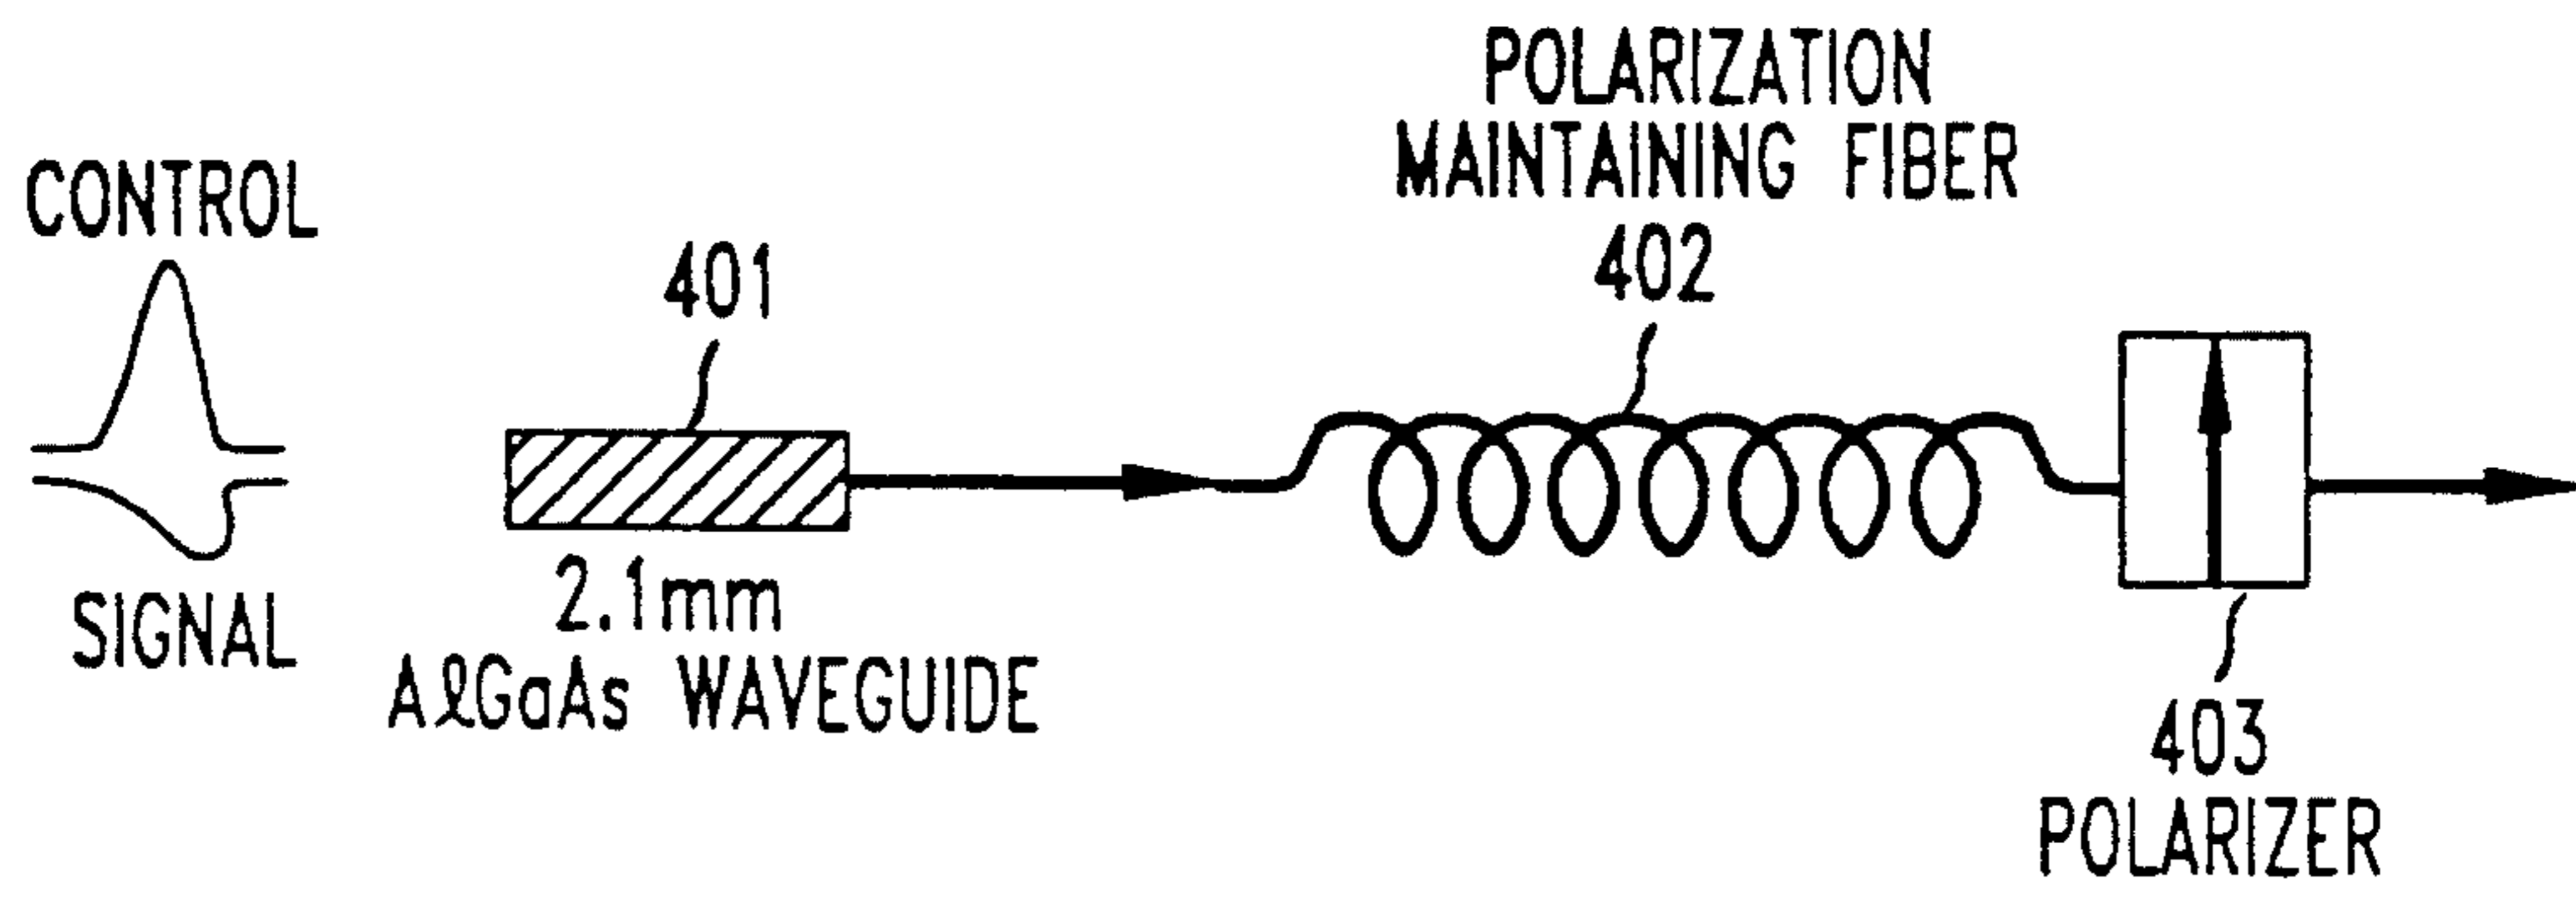 CONTROL
SIGNAL
401
2.1mm
AlGaAs WAVEGUIDE
POLARIZATION
MAINTAINING FIBER
402
403
POLARIZER